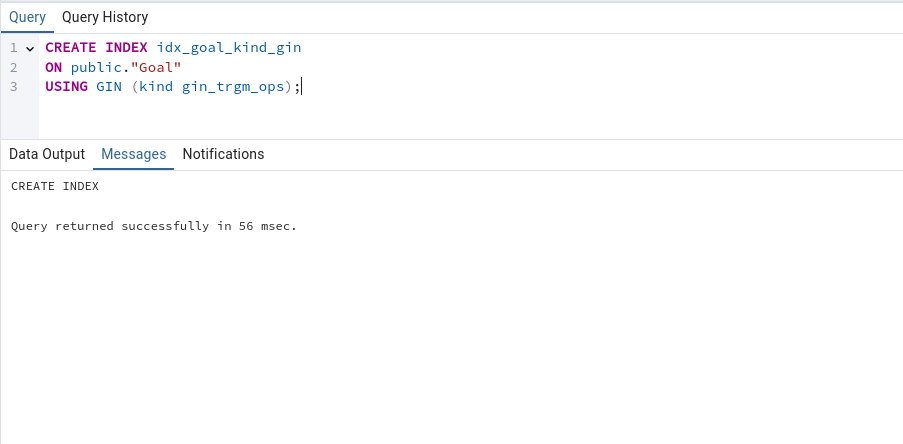 Query Query History
1 CREATE INDEX idx_goal_kind_gin
2 ON public."Goal"
3 USING GIN (kind gin_trgm_ops);
Data Output Messages Notifications
CREATE INDEX
Query returned successfully in 56 msec.